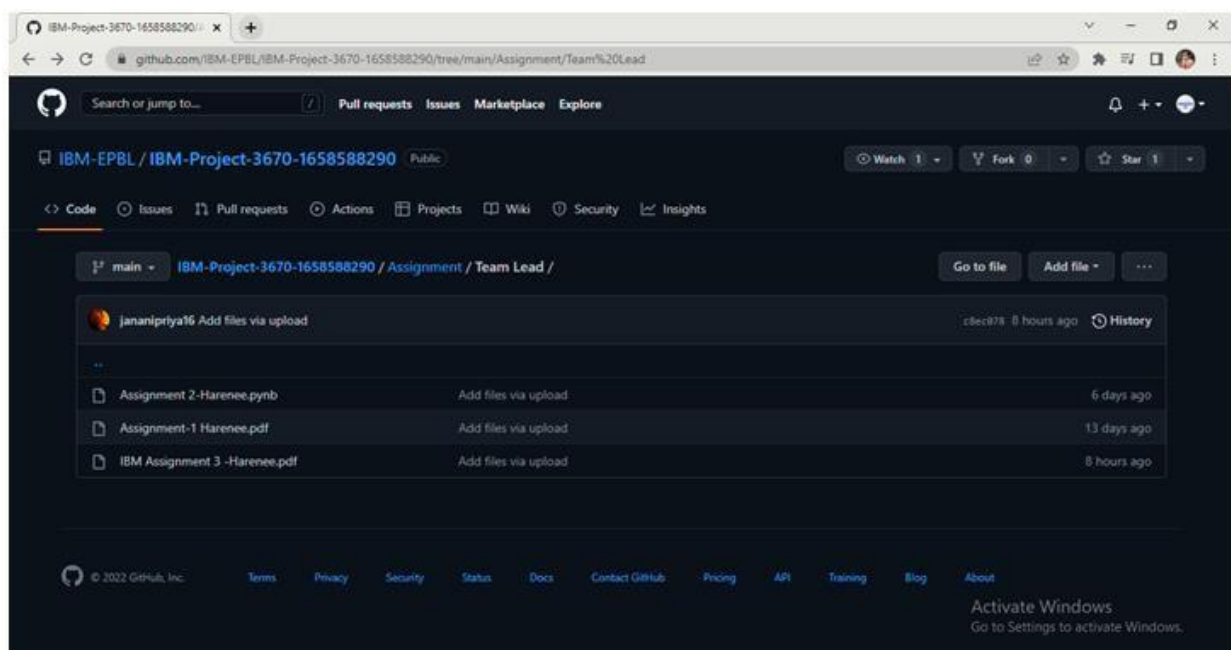 IBM-Project-3670-1658588290/
github.com/IBM-EPBL/IBM-Project-3670-1658588290/tree/main/Assignment/Team%20Lead
Search or jump to... / Pull requests Issues Marketplace Explore
IBM-EPBL / IBM-Project-3670-1658588290 Public Watch 1 Fork 0 Star 1
<> Code Issues Pull requests Actions Projects Wiki Security Insights
main IBM-Project-3670-1658588290 / Assignment / Team Lead / Go to file Add file ...
jananipriya16 Add files via upload c8ec078 8 hours ago History
..
Assignment 2-Harenee.pynb Add files via upload 6 days ago
Assignment-1 Harenee.pdf Add files via upload 13 days ago
IBM Assignment 3 -Harenee.pdf Add files via upload 8 hours ago
© 2022 GitHub, Inc. Terms Privacy Security Status Docs Contact GitHub Pricing API Training Blog About
Activate Windows
Go to Settings to activate Windows.